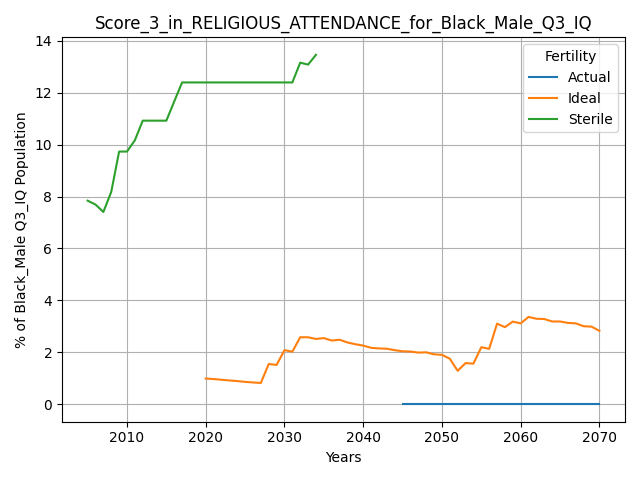 Score_3_in_RELIGIOUS_ATTENDANCE_for_Black_Male_Q3_IQ
Fertility
Actual
Ideal
Sterile
% of Black_Male Q3_IQ Population
14
12
10
8
6
4
2
0
2010
2020
2030
2040
2050
2060
2070
Years